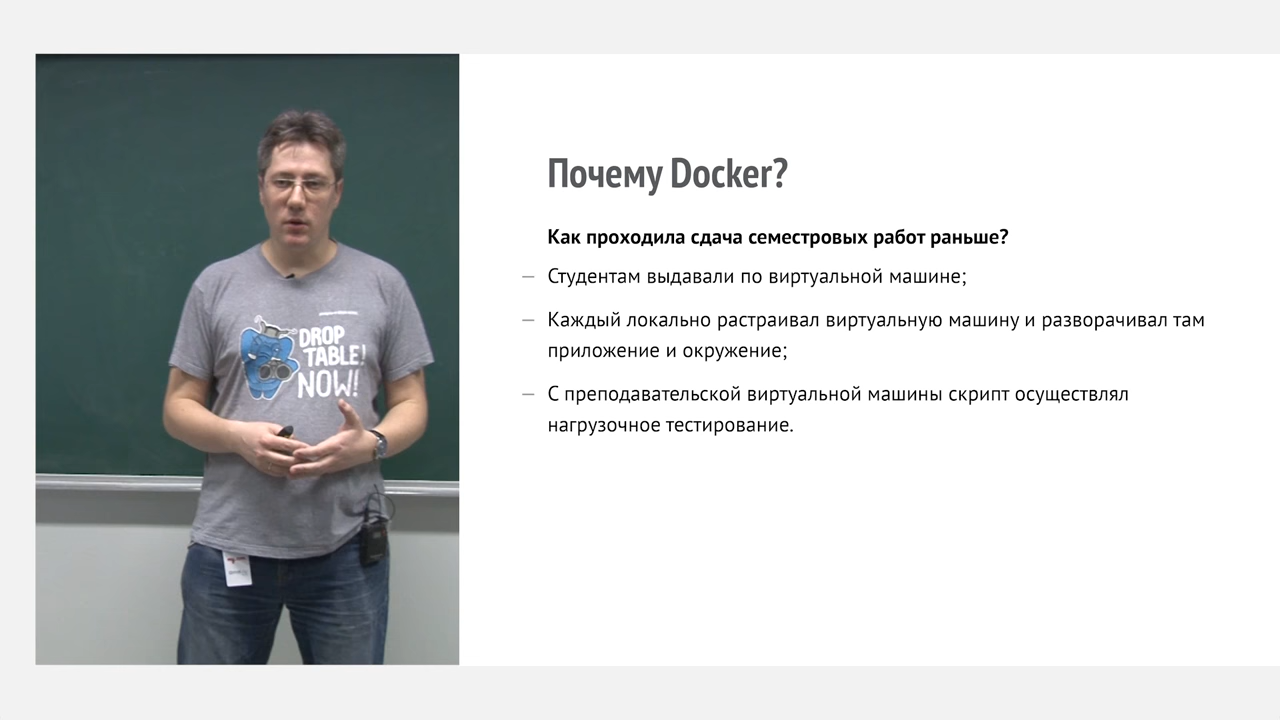 Почему Docker?
Как проходила сдача семестровых работ раньше?
— Студентам выдавали по виртуальной машине;
— Каждый локально растраивал виртуальную машину и разворачивал там
приложение и окружение;
— С преподавательской виртуальной машины скрипт осуществлял
нагрузочное тестирование.
DROP
TABLE!
NOW!